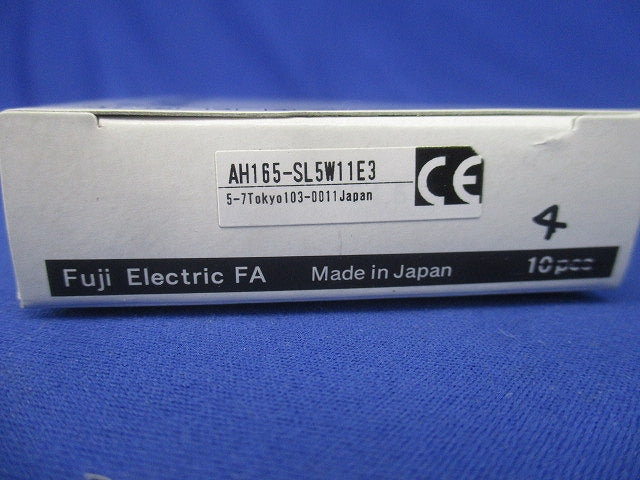 AH165-SL5W11E3
5-7Tokyo103-0011Japan
CE
4
Fuji Electric FA Made in Japan 10pcs